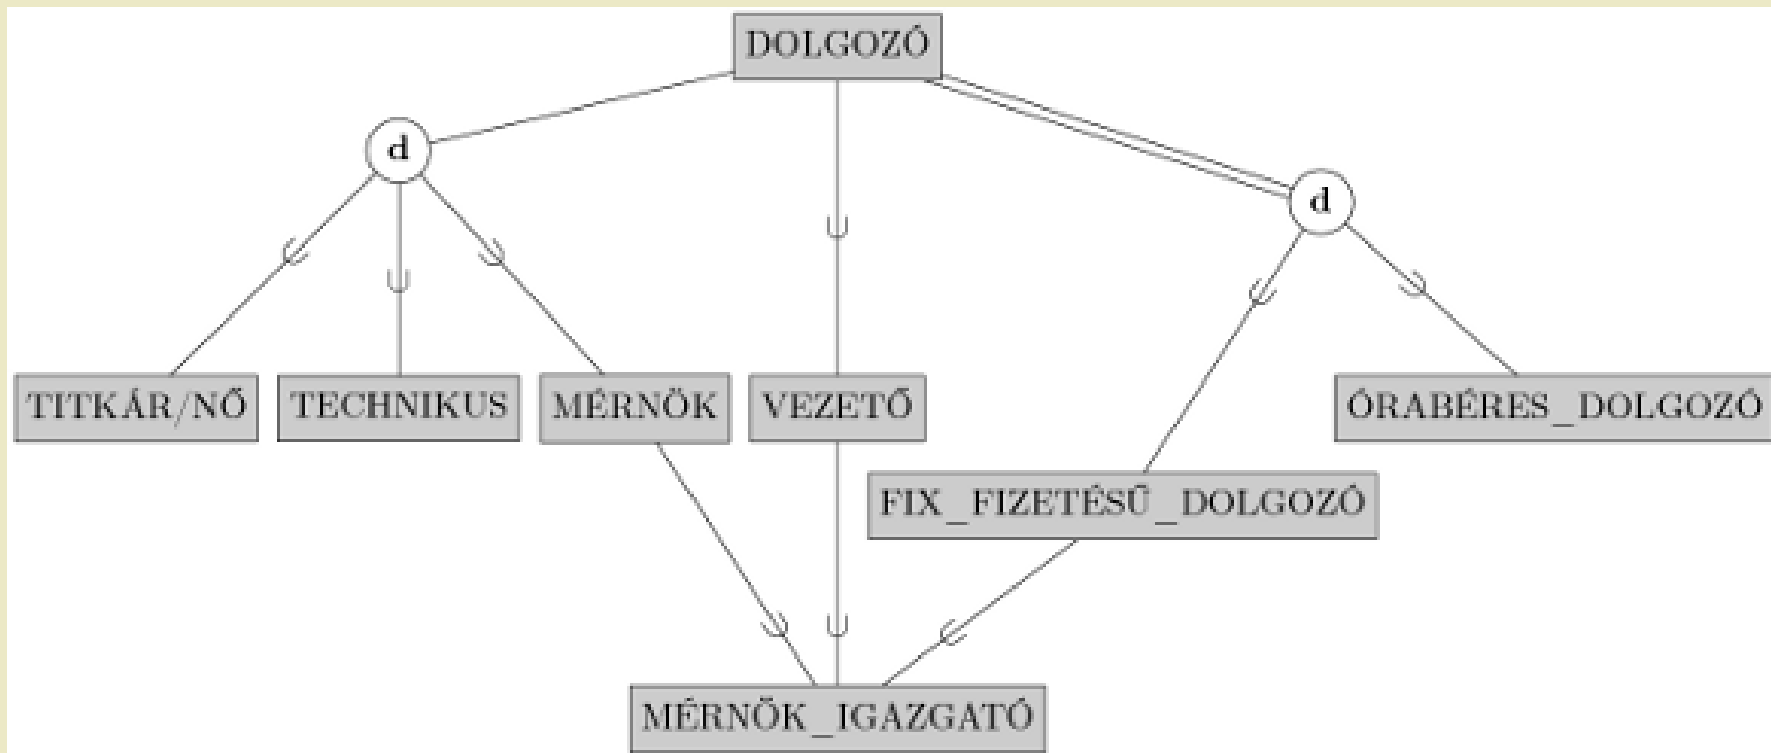 DOLGOZÓ
d
d
TITKÁR/NŐ
TECHNIKUS
MÉRNÖK
VEZETŐ
ÓRABÉRES_DOLGOZÓ
FIX_FIZETÉSŰ_DOLGOZÓ
MÉRNÖK_IGAZGATÓ